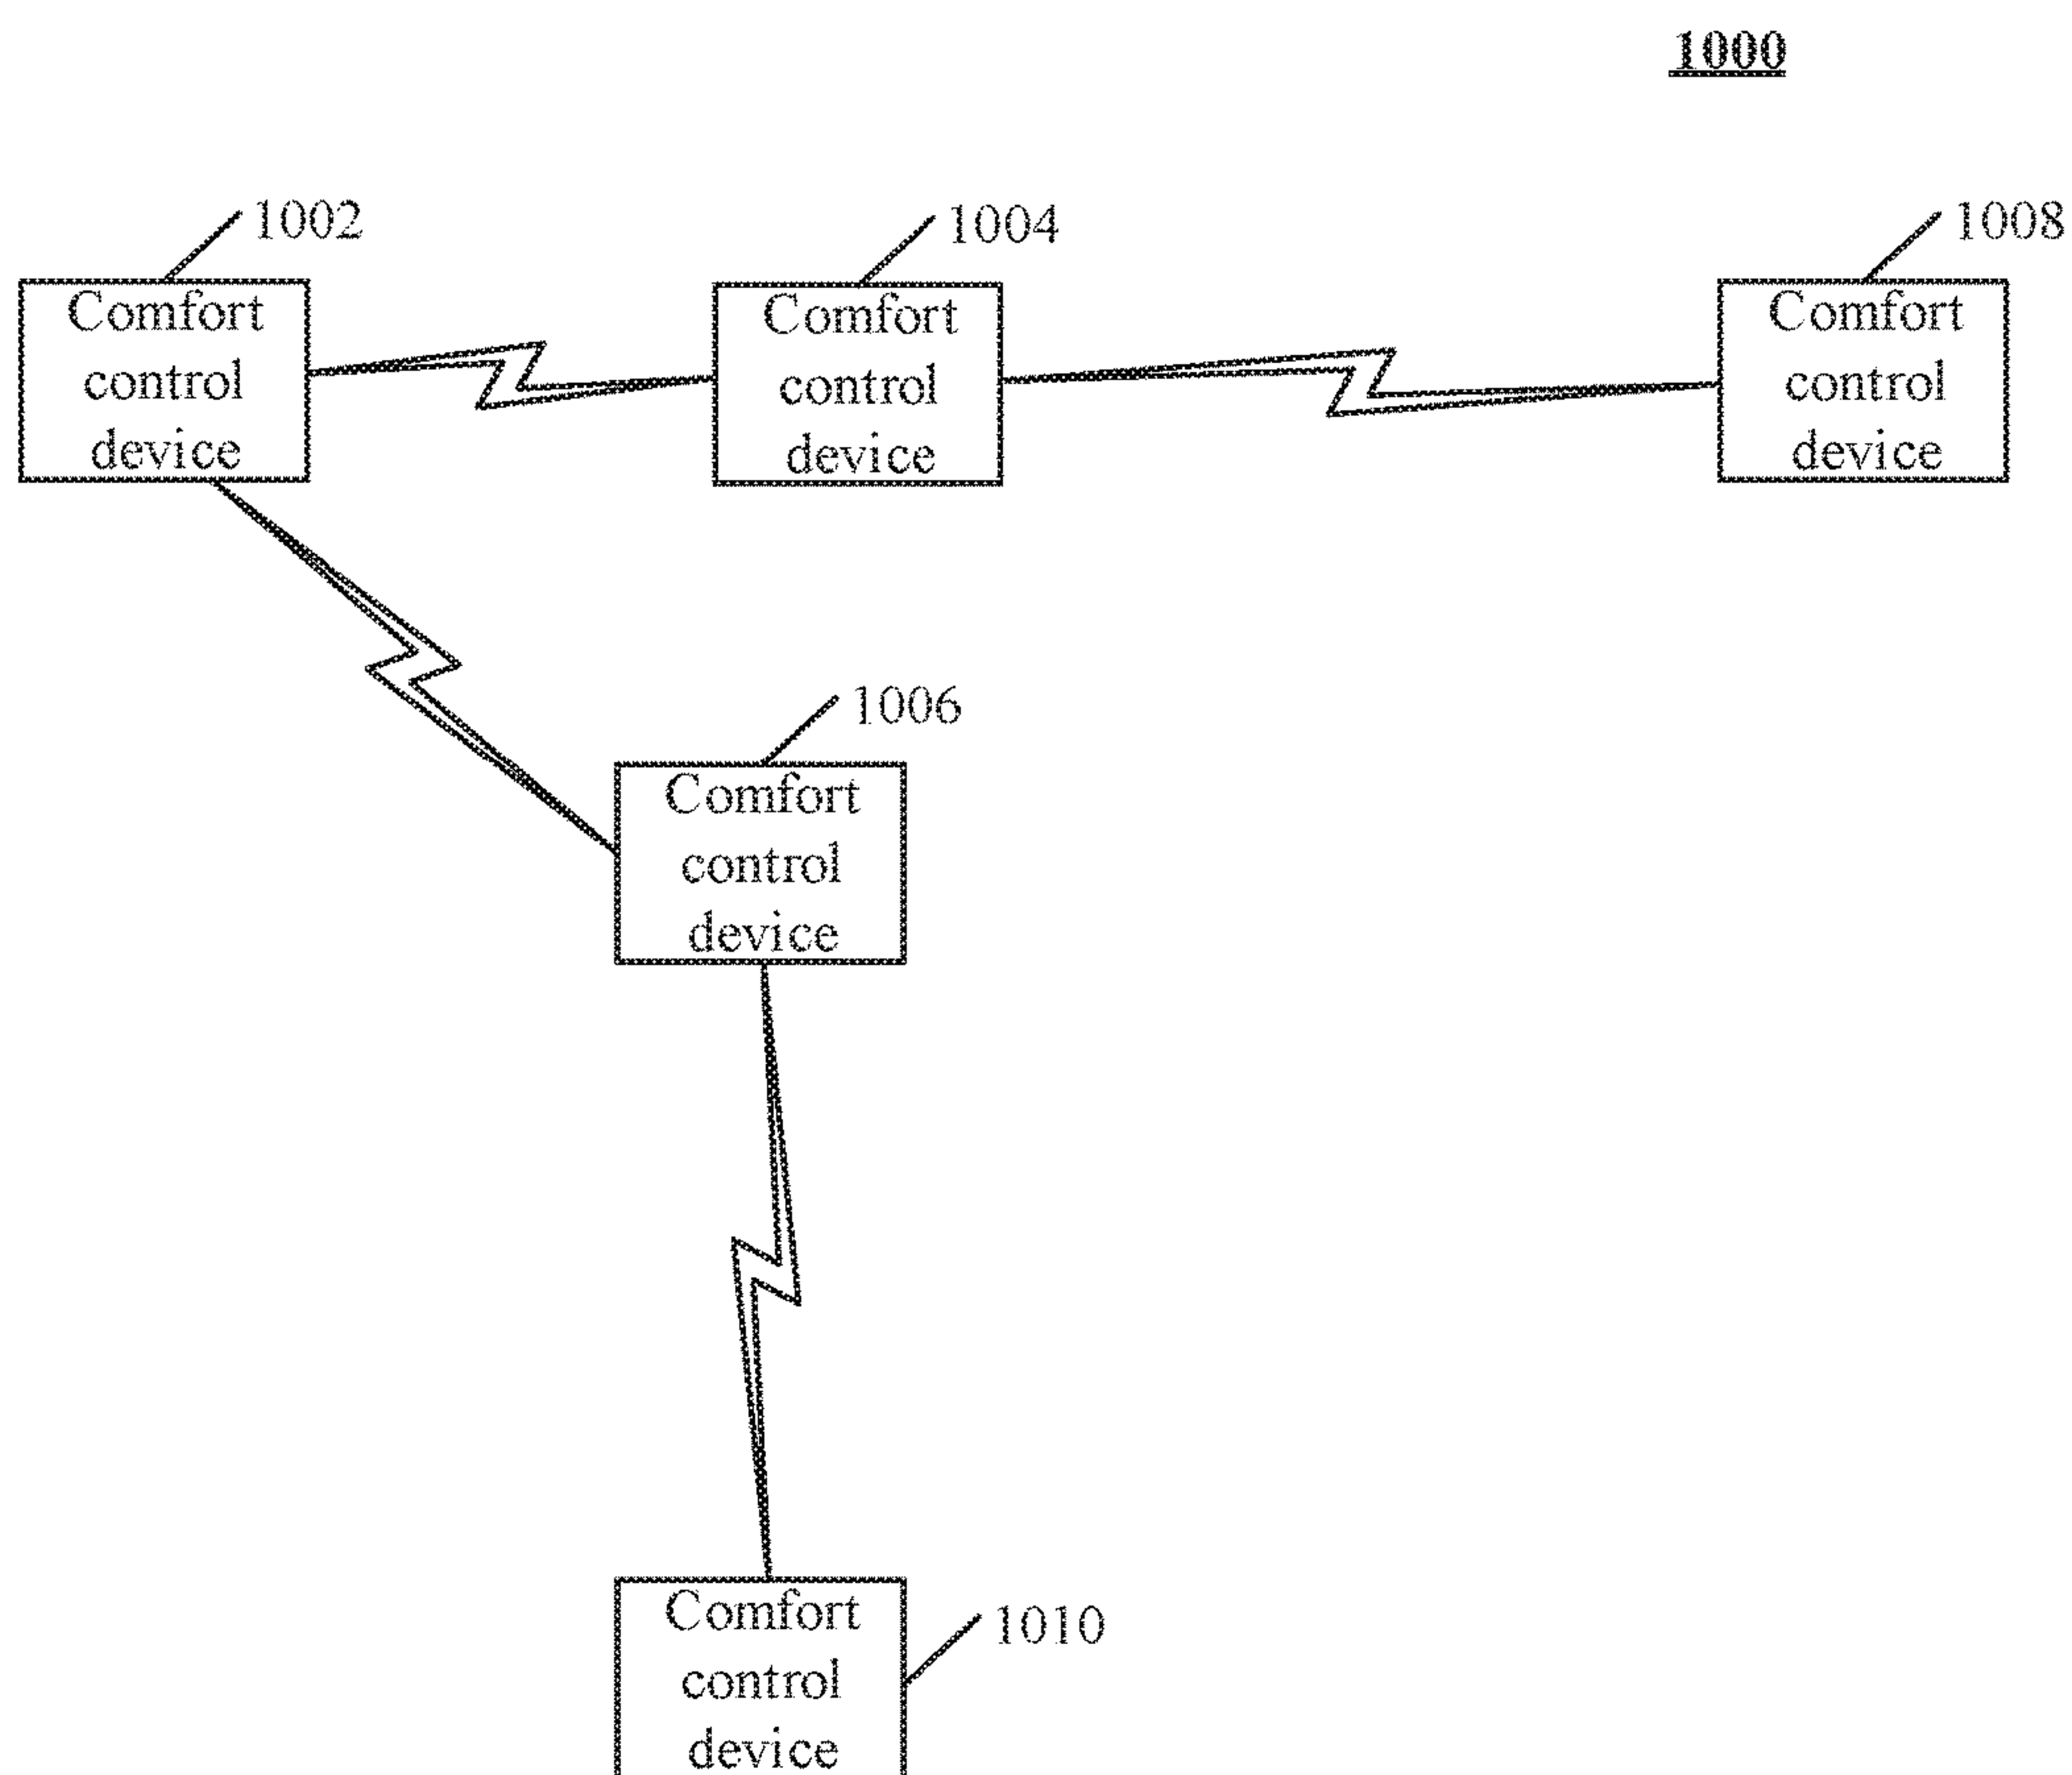 1000
1002
1004
1008
Comfort
control
device
Comfort
control
device
Comfort
control
device
1006
Comfort
control
device
Comfort
control
device
1010